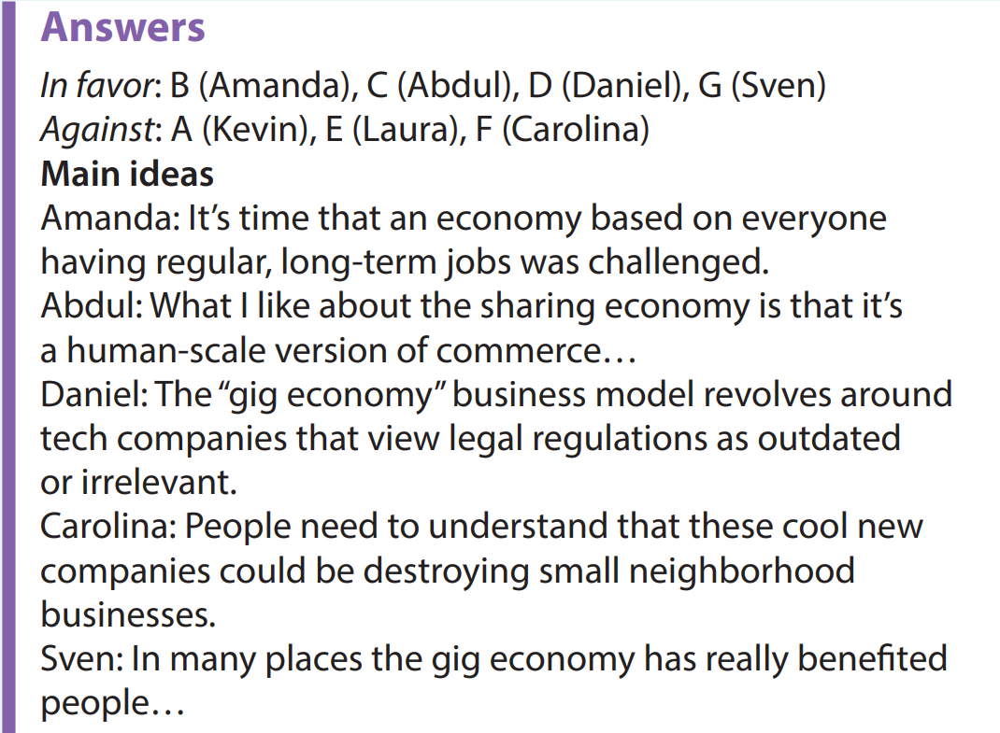 Answers
In favor: B (Amanda), C (Abdul), D (Daniel), G (Sven)
Against: A (Kevin), E (Laura), F (Carolina)
Main ideas
Amanda: It’s time that an economy based on everyone
having regular, long-term jobs was challenged.
Abdul: What I like about the sharing economy is that it’s
a human-scale version of commerce…
Daniel: The “gig economy” business model revolves around
tech companies that view legal regulations as outdated
or irrelevant.
Carolina: People need to understand that these cool new
companies could be destroying small neighborhood
businesses.
Sven: In many places the gig economy has really benefited
people…